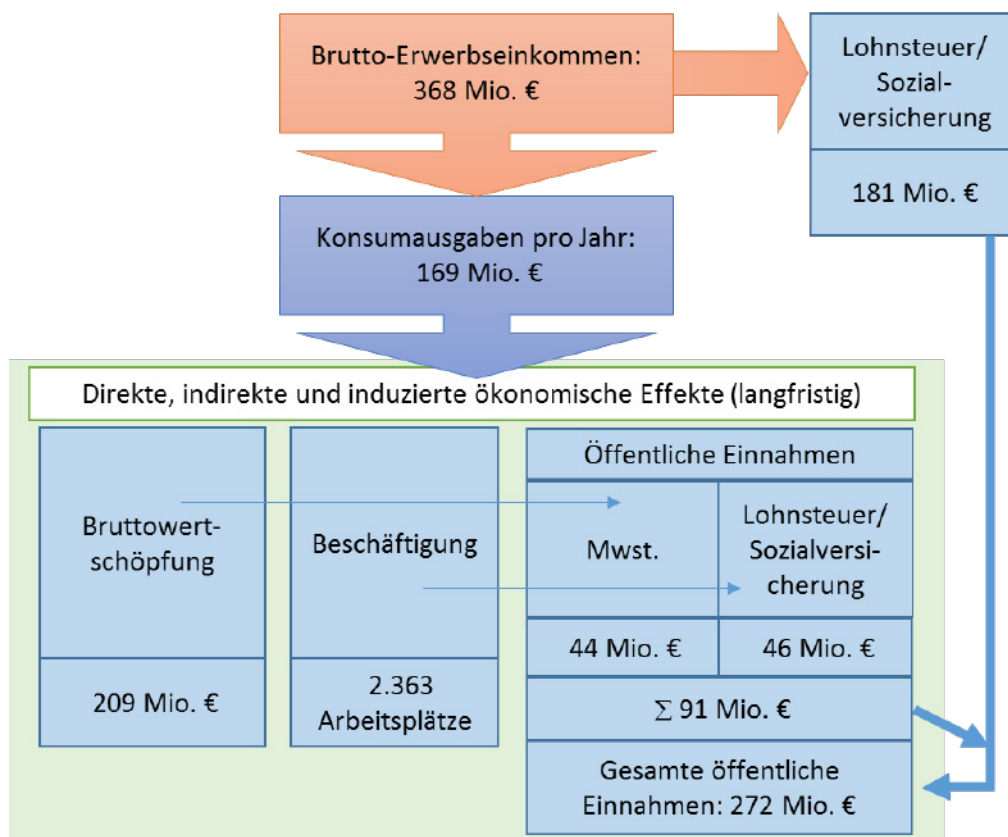 Brutto-Erwerbseinkommen:
368 Mio. €
Lohnsteuer/
Sozial-
versicherung
181 Mio. €
Konsumausgaben pro Jahr:
169 Mio. €
Direkte, indirekte und induzierte ökonomische Effekte (langfristig)
Bruttowert-
schöpfung
209 Mio. €
Beschäftigung
2.363
Arbeitsplätze
Öffentliche Einnahmen
Mwst.
44 Mio. €
Lohnsteuer/
Sozialversi-
cherung
46 Mio. €
∑ 91 Mio. €
Gesamte öffentliche
Einnahmen: 272 Mio. €